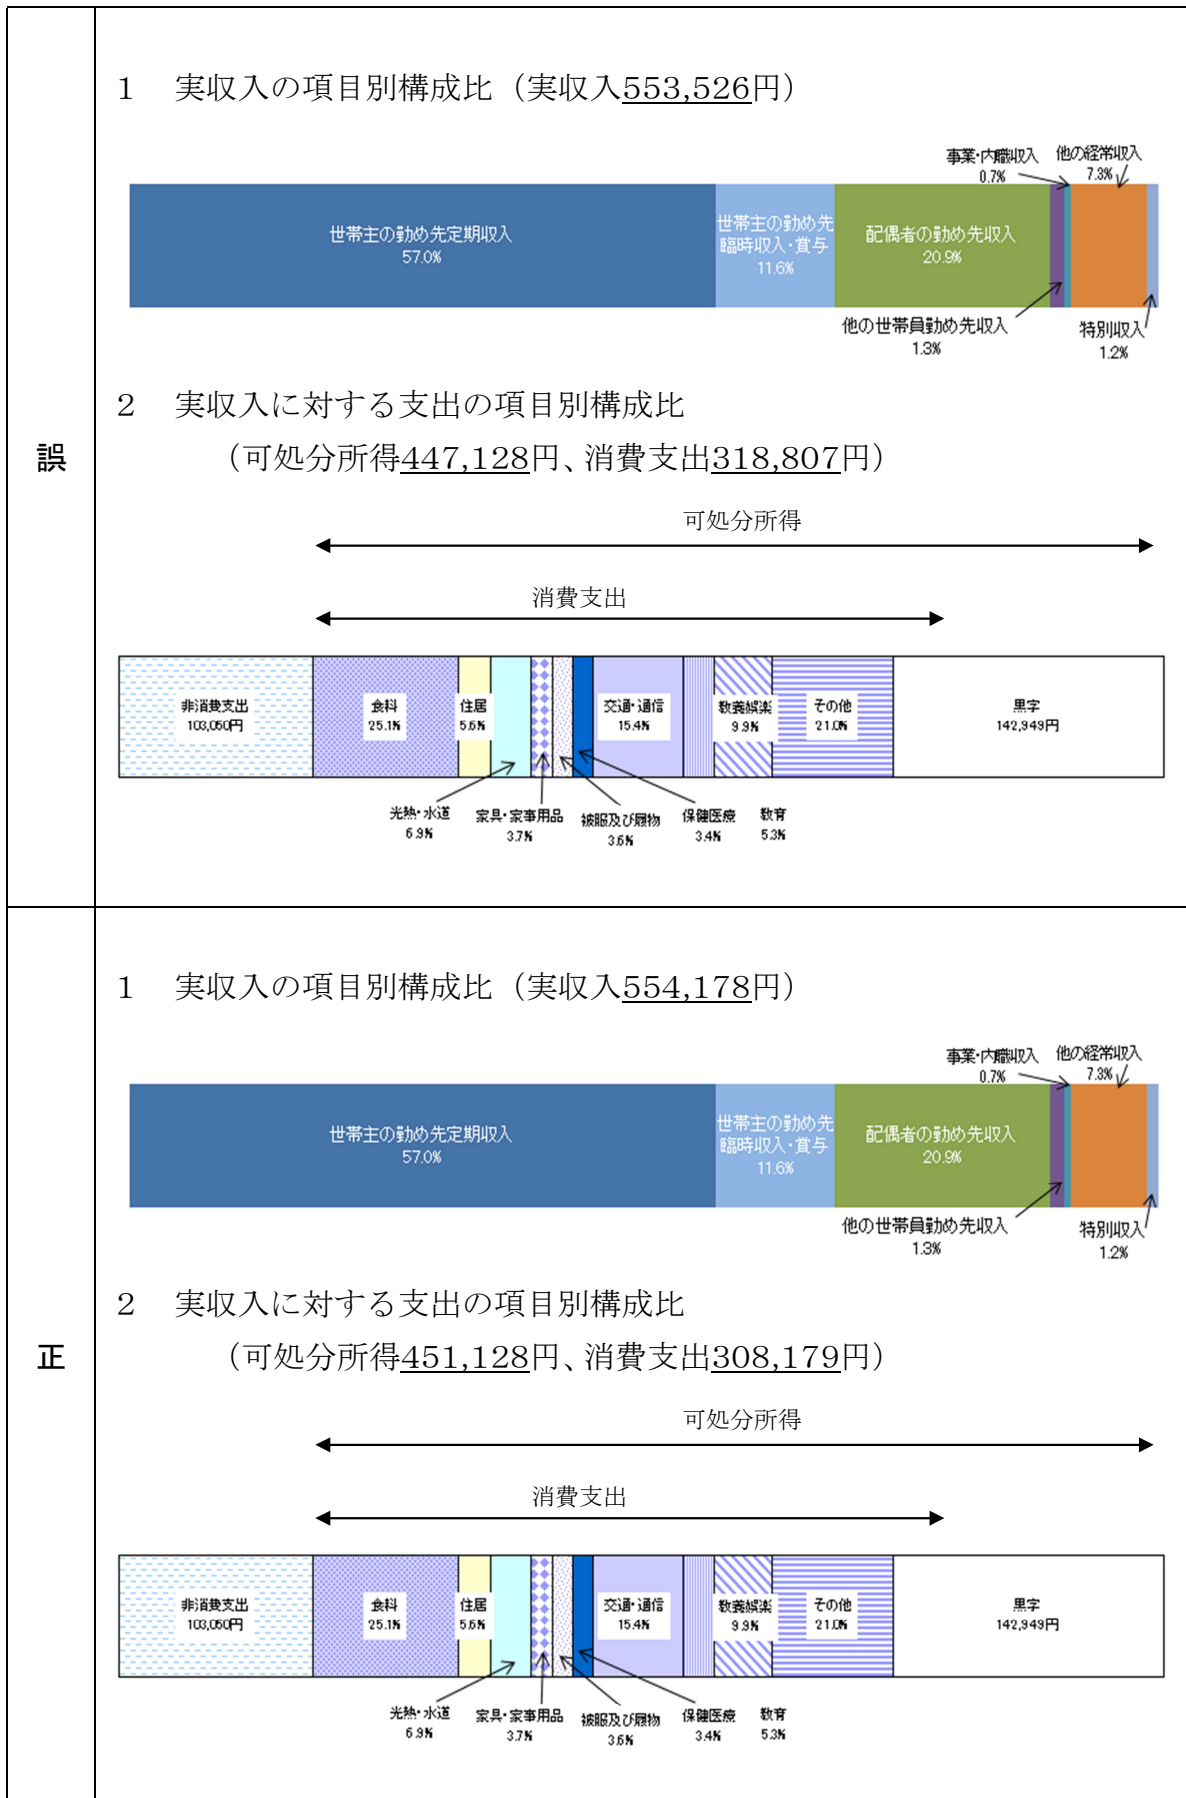 誤
1　実収入の項目別構成比（実収入553,526円）
事業・内職収入
0.7%
他の経常収入
7.3%
世帯主の勤め先定期収入
57.0%
世帯主の勤め先
臨時収入・賞与
11.6%
配偶者の勤め先収入
20.9%
他の世帯員勤め先収入
1.3%
特別収入
1.2%
2　実収入に対する支出の項目別構成比
（可処分所得447,128円、消費支出318,807円）
可処分所得
消費支出
非消費支出
103,050円
食料
25.1%
住居
5.6%
交通・通信
15.4%
教養娯楽
9.9%
その他
21.0%
黒字
142,949円
光熱・水道
6.9%
家具・家事用品
3.7%
被服及び履物
3.6%
保健医療
3.4%
教育
5.3%
正
1　実収入の項目別構成比（実収入554,178円）
事業・内職収入
0.7%
他の経常収入
7.3%
世帯主の勤め先定期収入
57.0%
世帯主の勤め先
臨時収入・賞与
11.6%
配偶者の勤め先収入
20.9%
他の世帯員勤め先収入
1.3%
特別収入
1.2%
2　実収入に対する支出の項目別構成比
（可処分所得451,128円、消費支出308,179円）
可処分所得
消費支出
非消費支出
103,050円
食料
25.1%
住居
5.6%
交通・通信
15.4%
教養娯楽
9.9%
その他
21.0%
黒字
142,949円
光熱・水道
6.9%
家具・家事用品
3.7%
被服及び履物
3.6%
保健医療
3.4%
教育
5.3%